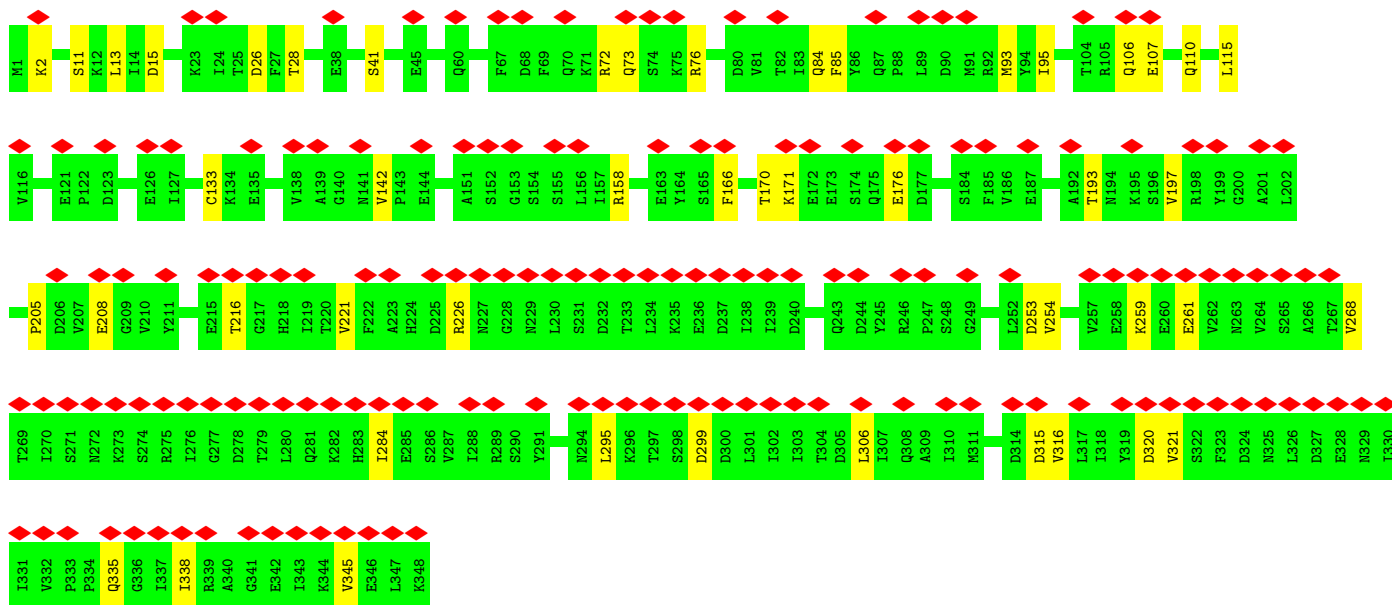 M1 K2 S11 K12 L13 I14 D15 K23 I24 T25 D26 F27 T28 E38 S41 E45 Q60 F67 D68 F69 Q70 K71 R72 Q73 S74 K75 R76 D80 V81 T82 I83 Q84 F85 Y86 Q87 P88 L89 D90 M91 R92 M93 Y94 I95 T104 R105 Q106 E107 Q110 L115
V116 E121 P122 D123 E126 I127 C133 K134 E135 V138 A139 G140 N141 V142 P143 E144 A151 S152 G153 S154 S155 L156 I157 R158 E163 Y164 S165 F166 T170 K171 E172 E173 S174 Q175 E176 D177 S184 F185 V186 E187 A192 T193 N194 K195 S196 V197 R198 Y199 G200 A201 L202
P205 D206 V207 E208 G209 V210 Y211 E215 T216 G217 H218 I219 T220 V221 F222 A223 H224 D225 R226 N227 G228 N229 L230 S231 D232 T233 L234 K235 E236 D237 I238 I239 D240 Q243 D244 Y245 R246 P247 S248 G249 L252 D253 V254 V257 E258 K259 E260 E261 V262 N263 V264 S265 A266 T267 V268
T269 I270 S271 N272 K273 S274 R275 I276 G277 D278 T279 L280 Q281 K282 H283 I284 E285 S286 V287 I288 R289 S290 Y291 N294 L295 K296 T297 S298 D299 D300 L301 I302 I303 T304 D305 L306 I307 Q308 A309 I310 M311 D314 D315 V316 L317 I318 Y319 D320 V321 S322 F323 D324 N325 L326 D327 E328 N329 I330
I331 V332 P333 P334 Q335 G336 I337 I338 R339 A340 G341 E342 I343 K344 V345 E346 L347 K348